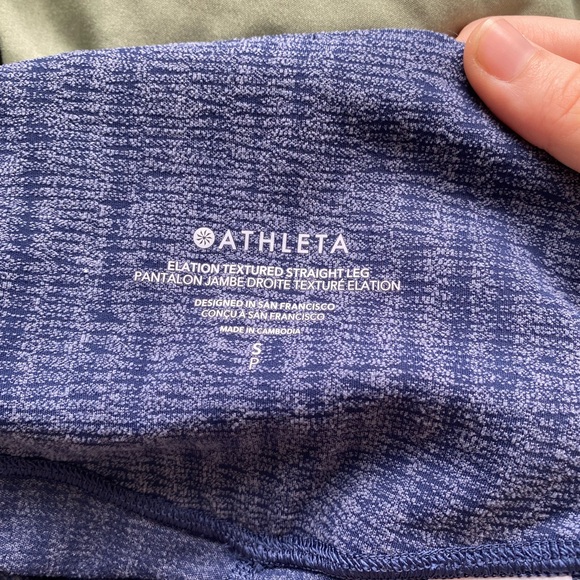 ATHLETA
ELATION TEXTURED STRAIGHT LEG
PANTALON JAMBE DROITE TEXTURÉ ELATION
DESIGNED IN SAN FRANCISCO
CONÇU À SAN FRANCISCO
MADE IN CAMBODIA
S
P